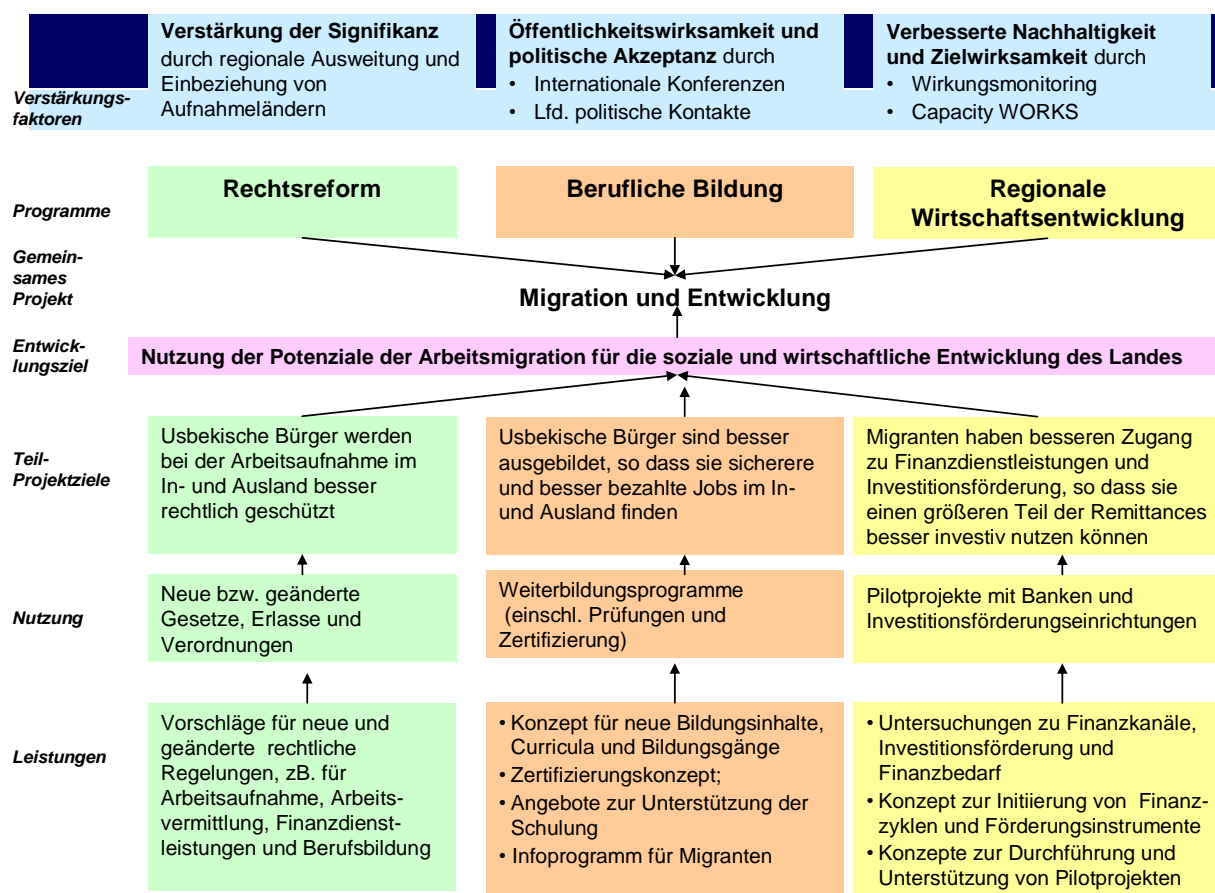 Verstärkungs-
faktoren
Verstärkung der Signifikanz
durch regionale Ausweitung und
Einbeziehung von
Aufnahmeländern
Öffentlichkeitswirksamkeit und
politische Akzeptanz durch
• Internationale Konferenzen
• Lfd. politische Kontakte
Verbesserte Nachhaltigkeit
und Zielwirksamkeit durch
• Wirkungsmonitoring
• Capacity WORKS
Programme
Rechtsreform
Berufliche Bildung
Regionale
Wirtschaftsentwicklung
Gemein-
sames
Projekt
Migration und Entwicklung
Entwick-
lungsziel
Nutzung der Potenziale der Arbeitsmigration für die soziale und wirtschaftliche Entwicklung des Landes
Teil-
Projektziele
Usbekische Bürger werden
bei der Arbeitsaufnahme im
In- und Ausland besser
rechtlich geschützt
Usbekische Bürger sind besser
ausgebildet, so dass sie sicherere
und besser bezahlte Jobs im In-
und Ausland finden
Migranten haben besseren Zugang
zu Finanzdienstleistungen und
Investitionsförderung, so dass sie
einen größeren Teil der Remittances
besser investiv nutzen können
Nutzung
Neue bzw. geänderte
Gesetze, Erlasse und
Verordnungen
Weiterbildungsprogramme
(einschl. Prüfungen und
Zertifizierung)
Pilotprojekte mit Banken und
Investitionsförderungseinrichtungen
Leistungen
Vorschläge für neue und
geänderte rechtliche
Regelungen, zB. für
Arbeitsaufnahme, Arbeits-
vermittlung, Finanzdienst-
leistungen und Berufsbildung
• Konzept für neue Bildungsinhalte,
Curricula und Bildungsgänge
• Zertifizierungskonzept;
• Angebote zur Unterstützung der
Schulung
• Infoprogramm für Migranten
• Untersuchungen zu Finanzkanäle,
Investitionsförderung und
Finanzbedarf
• Konzept zur Initiierung von Finanz-
zyklen und Förderungsinstrumente
• Konzepte zur Durchführung und
Unterstützung von Pilotprojekten